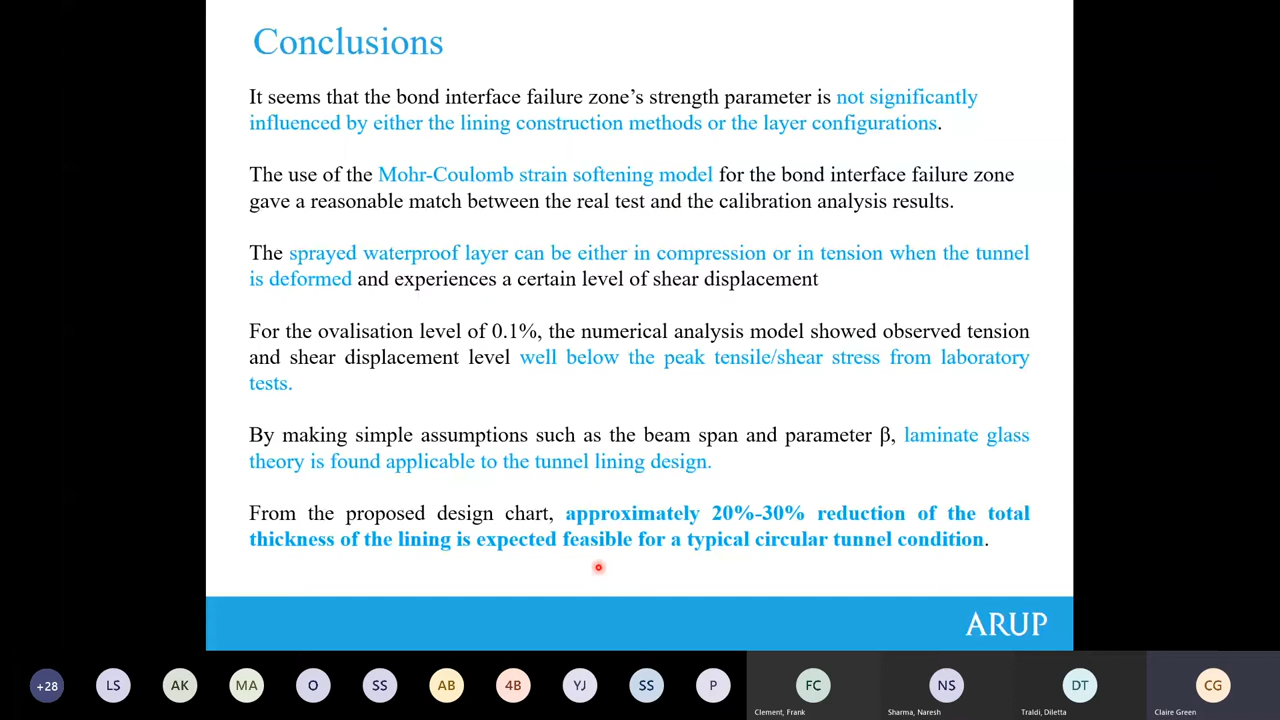 Conclusions
It seems that the bond interface failure zone’s strength parameter is not significantly
influenced by either the lining construction methods or the layer configurations.
The use of the Mohr-Coulomb strain softening model for the bond interface failure zone
gave a reasonable match between the real test and the calibration analysis results.
The sprayed waterproof layer can be either in compression or in tension when the tunnel
is deformed and experiences a certain level of shear displacement
For the ovalisation level of 0.1%, the numerical analysis model showed observed tension
and shear displacement level well below the peak tensile/shear stress from laboratory
tests.
By making simple assumptions such as the beam span and parameter β, laminate glass
theory is found applicable to the tunnel lining design.
From the proposed design chart, approximately 20%-30% reduction of the total
thickness of the lining is expected feasible for a typical circular tunnel condition.
ARUP
+28 LS AK MA O SS AB 4B YJ SS P FC NS DT CG
Clement, Frank Sharma, Naresh Traldi, Diletta Claire Green